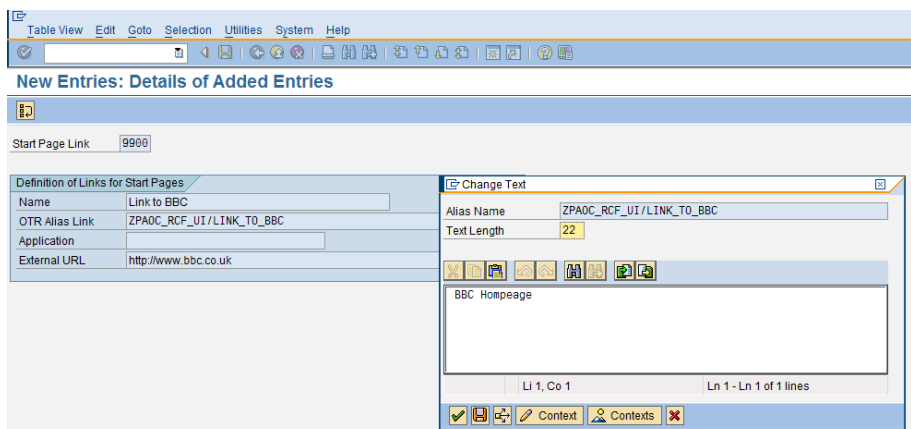 Table View Edit Goto Selection Utilities System Help
New Entries: Details of Added Entries
Start Page Link 9900
Definition of Links for Start Pages
Name Link to BBC
OTR Alias Link ZPAOC_RCF_UI/LINK_TO_BBC
Application
External URL http://www.bbc.co.uk
Change Text
Alias Name ZPAOC_RCF_UI/LINK_TO_BBC
Text Length 22
BBC Hompeage
Li 1, Co 1 Ln 1 - Ln 1 of 1 lines
Context Contexts